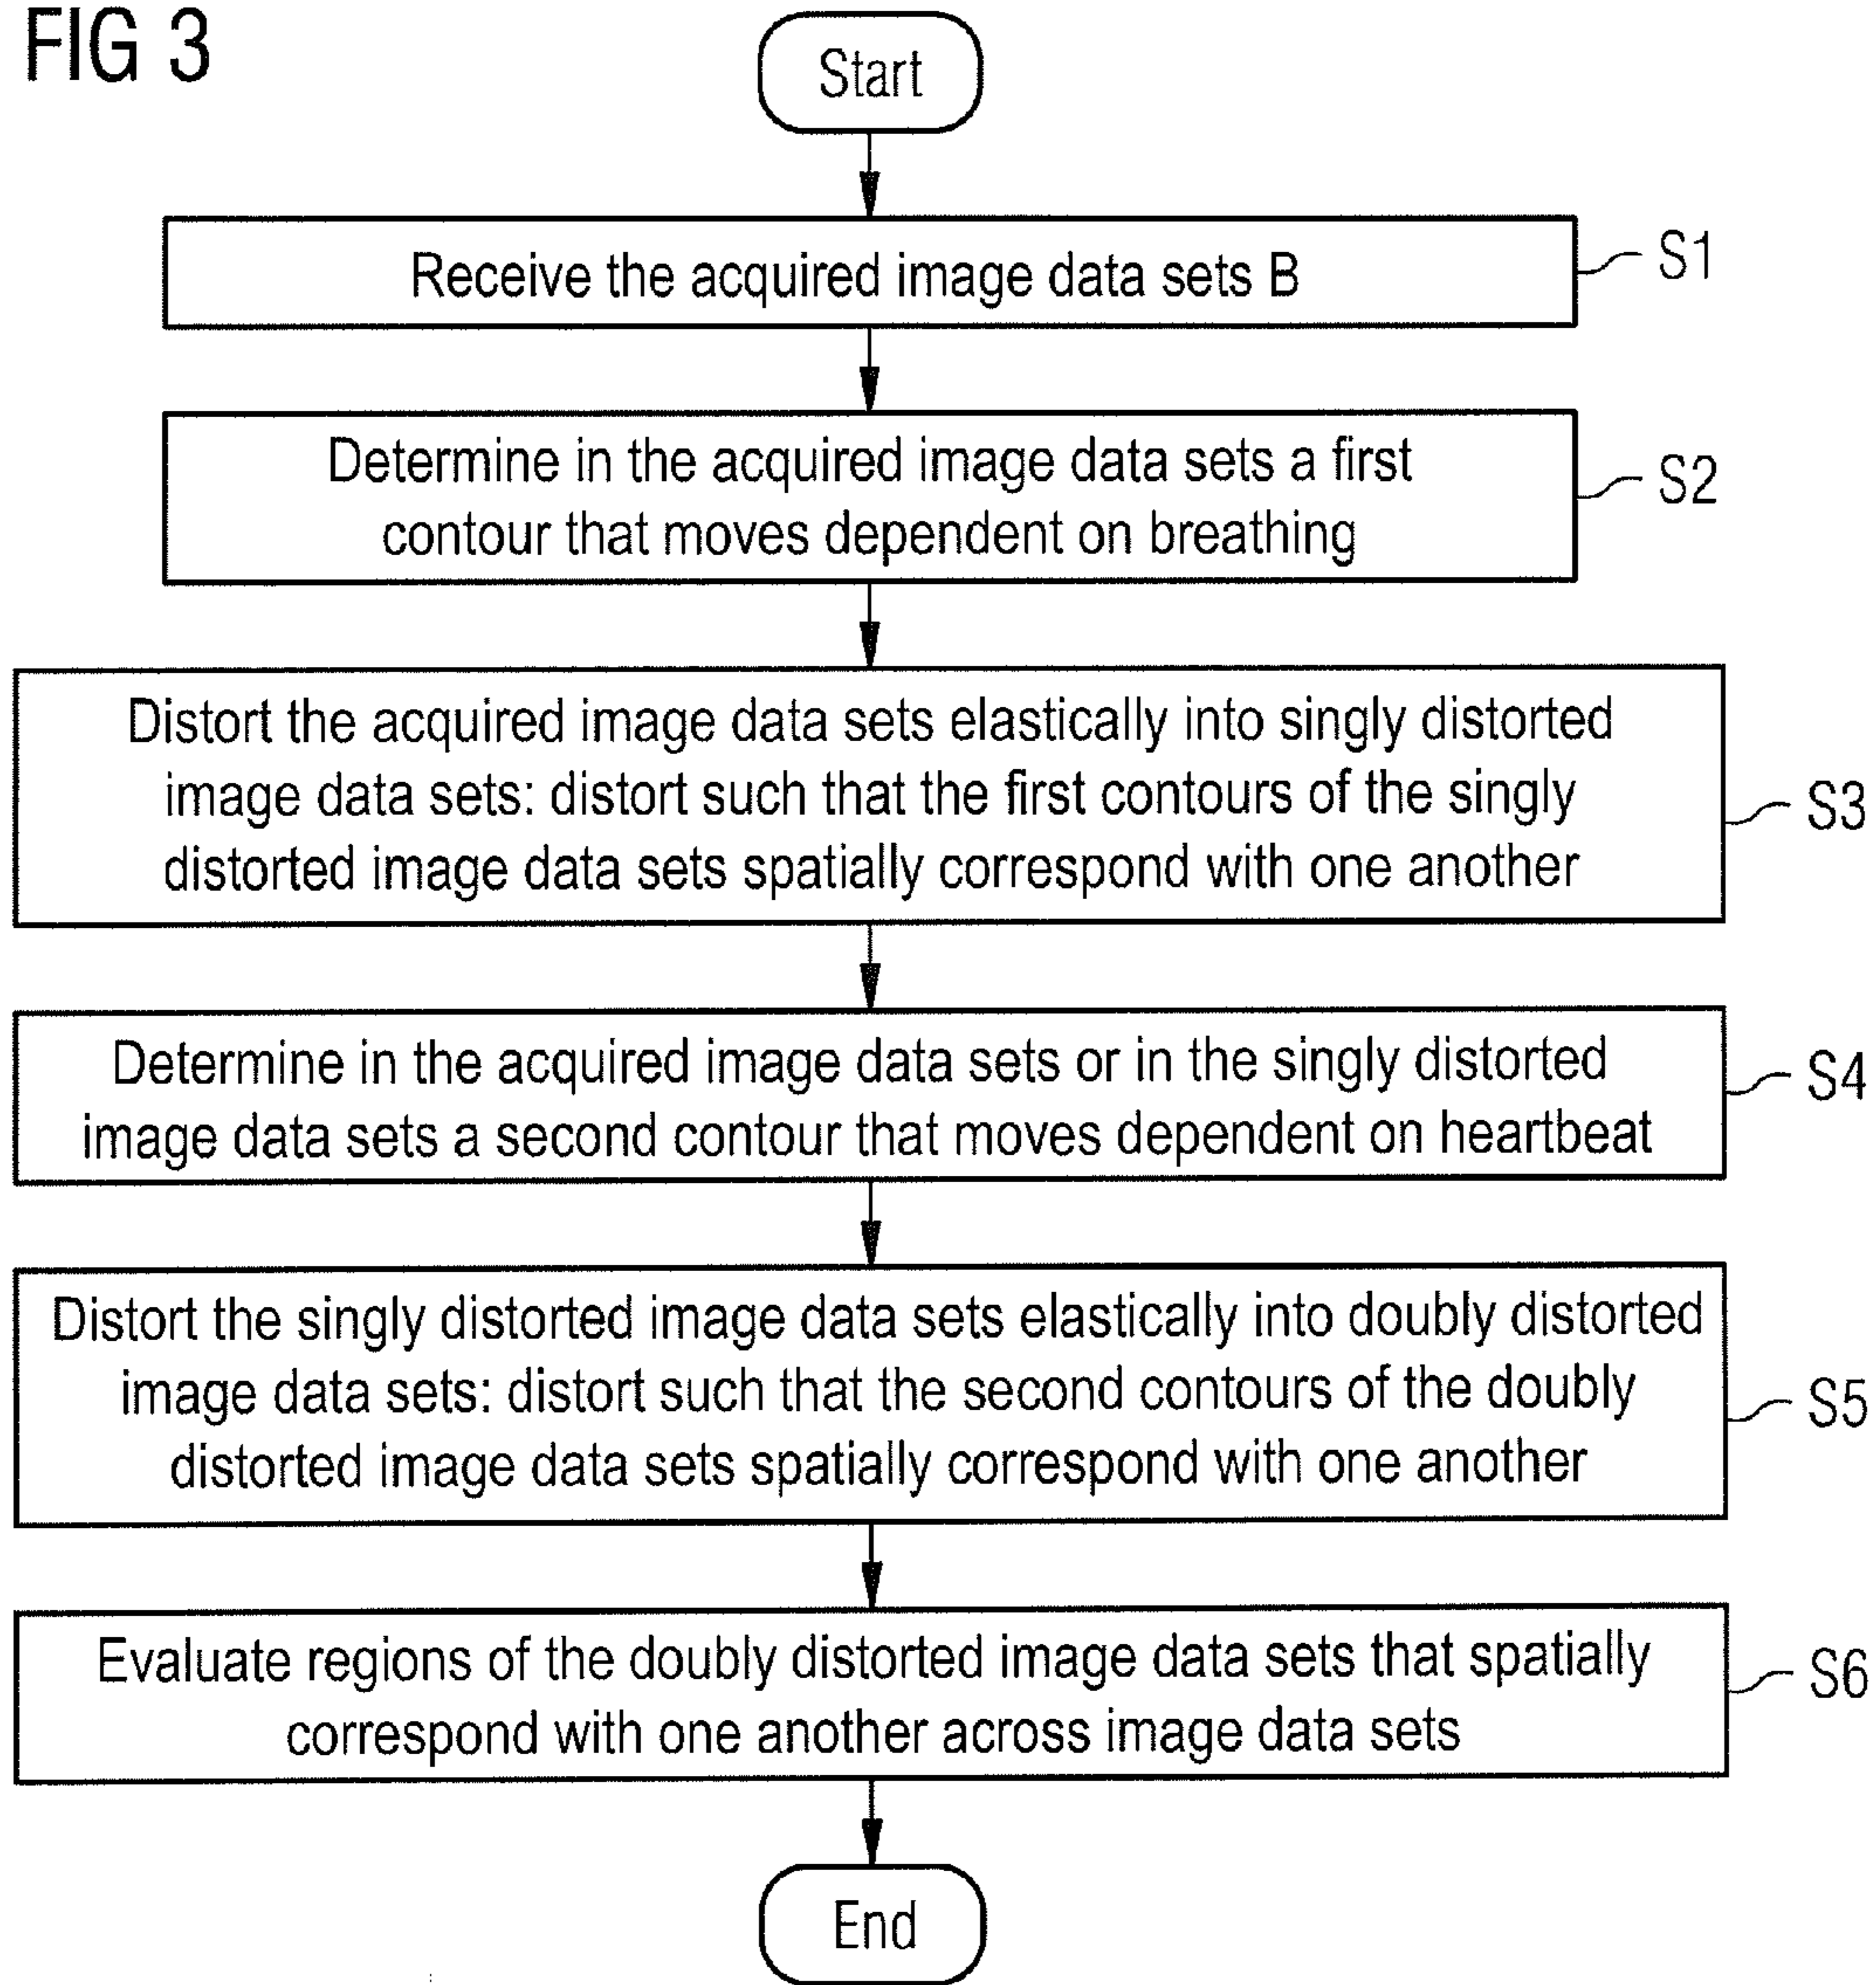 FIG 3
Start
Receive the acquired image data sets B
S1
Determine in the acquired image data sets a first
contour that moves dependent on breathing
S2
Distort the acquired image data sets elastically into singly distorted
image data sets: distort such that the first contours of the singly
distorted image data sets spatially correspond with one another
S3
Determine in the acquired image data sets or in the singly distorted
image data sets a second contour that moves dependent on heartbeat
S4
Distort the singly distorted image data sets elastically into doubly distorted
image data sets: distort such that the second contours of the doubly
distorted image data sets spatially correspond with one another
S5
Evaluate regions of the doubly distorted image data sets that spatially
correspond with one another across image data sets
S6
End